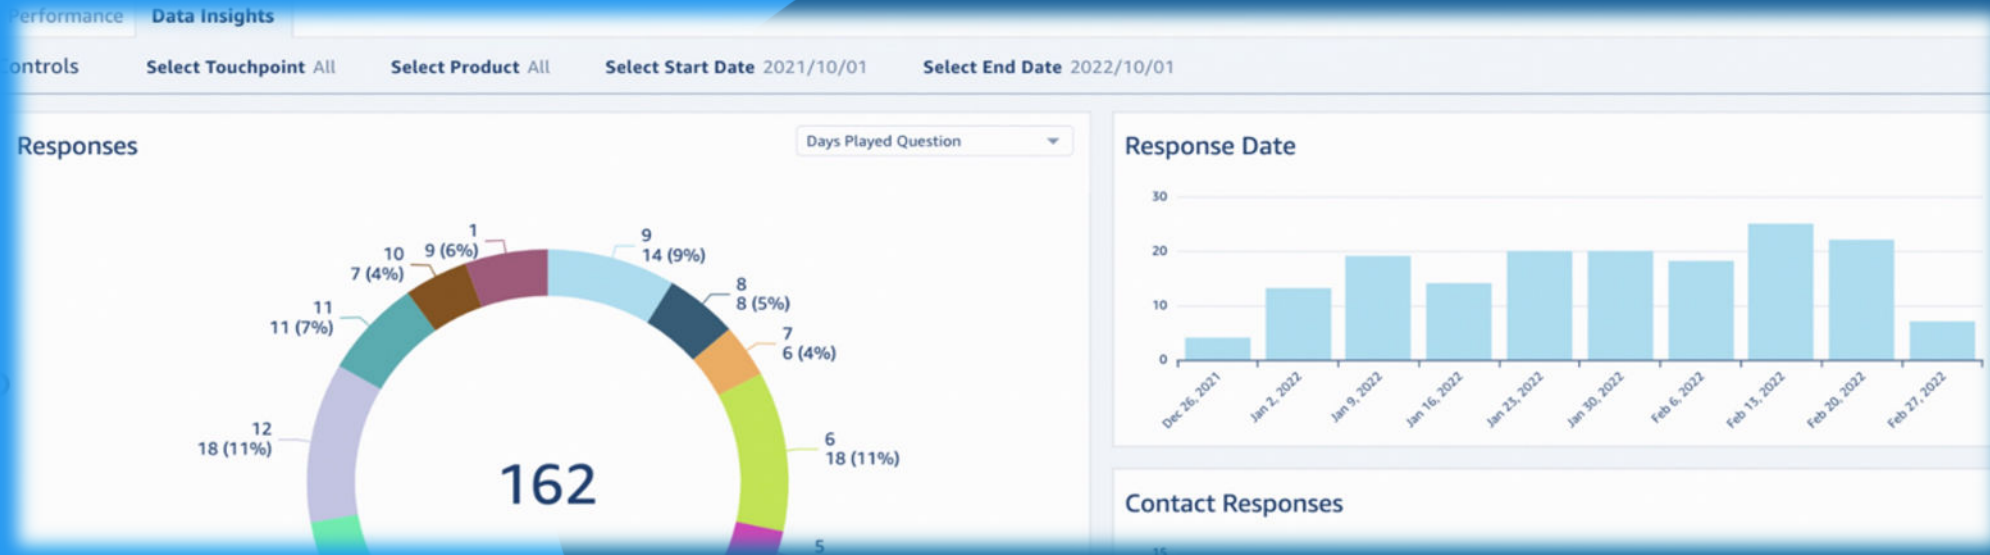 Performance Data Insights
ontrols Select Touchpoint All Select Product All Select Start Date 2021/10/01 Select End Date 2022/10/01
Responses
Days Played Question
1
9 (6%)
10
7 (4%)
11
11 (7%)
12
18 (11%)
9
14 (9%)
8
8 (5%)
7
6 (4%)
6
18 (11%)
5
162
Response Date
30
20
10
0
Dec 26, 2021
Jan 2, 2022
Jan 9, 2022
Jan 16, 2022
Jan 23, 2022
Jan 30, 2022
Feb 6, 2022
Feb 13, 2022
Feb 20, 2022
Feb 27, 2022
Contact Responses
15